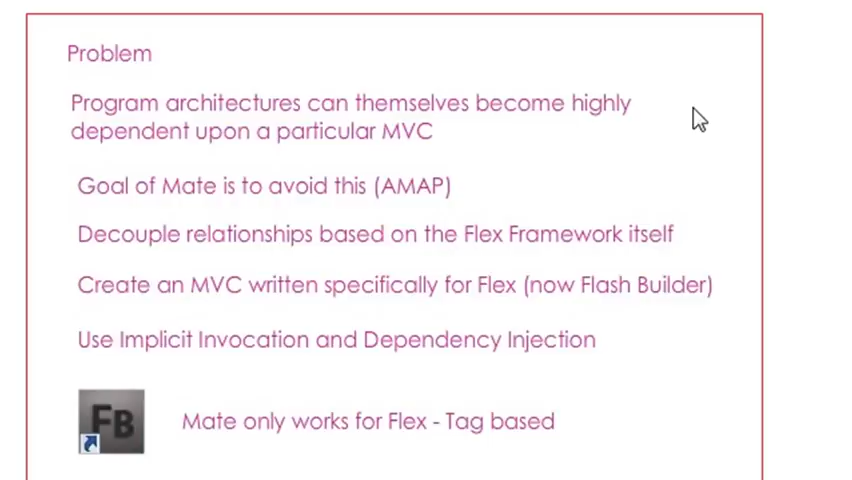 Problem
Program architectures can themselves become highly
dependent upon a particular MVC
Goal of Mate is to avoid this (AMAP)
Decouple relationships based on the Flex Framework itself
Create an MVC written specifically for Flex (now Flash Builder)
Use Implicit Invocation and Dependency Injection
FB
Mate only works for Flex - Tag based